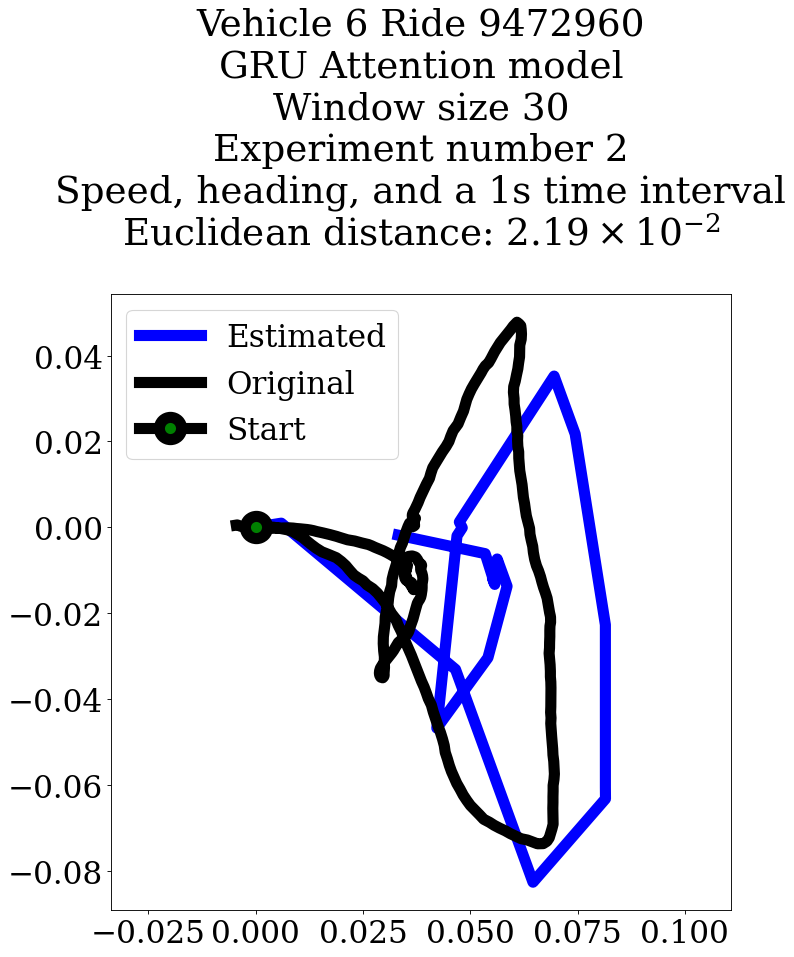 Vehicle 6 Ride 9472960
GRU Attention model
Window size 30
Experiment number 2
Speed, heading, and a 1s time interval
Euclidean distance: 2.19 × 10⁻²
Estimated
Original
Start
0.04
0.02
0.00
−0.02
−0.04
−0.06
−0.08
−0.025 0.000 0.025 0.050 0.075 0.100